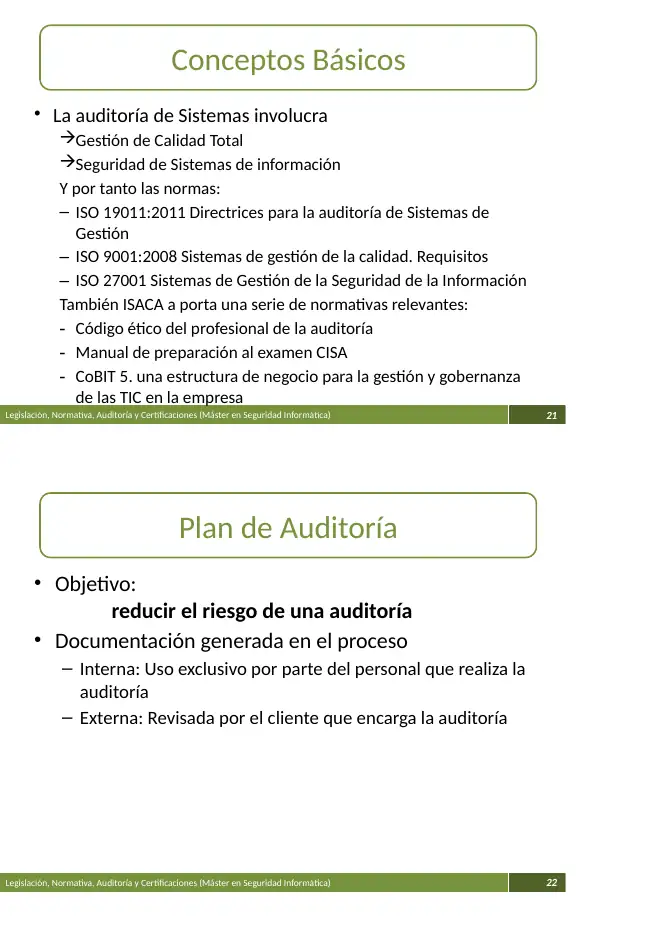 Conceptos Básicos
• La auditoría de Sistemas involucra
→Gestión de Calidad Total
→Seguridad de Sistemas de información
Y por tanto las normas:
– ISO 19011:2011 Directrices para la auditoría de Sistemas de
Gestión
– ISO 9001:2008 Sistemas de gestión de la calidad. Requisitos
– ISO 27001 Sistemas de Gestión de la Seguridad de la Información
También ISACA a porta una serie de normativas relevantes:
- Código ético del profesional de la auditoría
- Manual de preparación al examen CISA
- CoBIT 5. una estructura de negocio para la gestión y gobernanza
de las TIC en la empresa
Legislación, Normativa, Auditoría y Certificaciones (Máster en Seguridad Informática) 21
Plan de Auditoría
• Objetivo:
reducir el riesgo de una auditoría
• Documentación generada en el proceso
– Interna: Uso exclusivo por parte del personal que realiza la
auditoría
– Externa: Revisada por el cliente que encarga la auditoría
Legislación, Normativa, Auditoría y Certificaciones (Máster en Seguridad Informática) 22